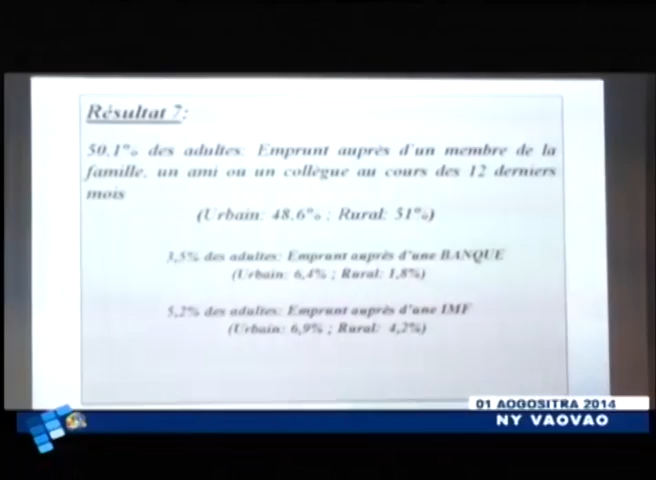 Résultat 7:
50,1% des adultes: Emprunt auprès d'un membre de la
famille, un ami ou un collègue au cours des 12 derniers
mois
(Urbain: 48,6% ; Rural: 51%)
3,5% des adultes: Emprunt auprès d'une BANQUE
(Urbain: 6,4% ; Rural: 1,8%)
5,2% des adultes: Emprunt auprès d'une IMF
(Urbain: 6,9% ; Rural: 4,2%)
01 AOGOSITRA 2014
NY VAOVAO